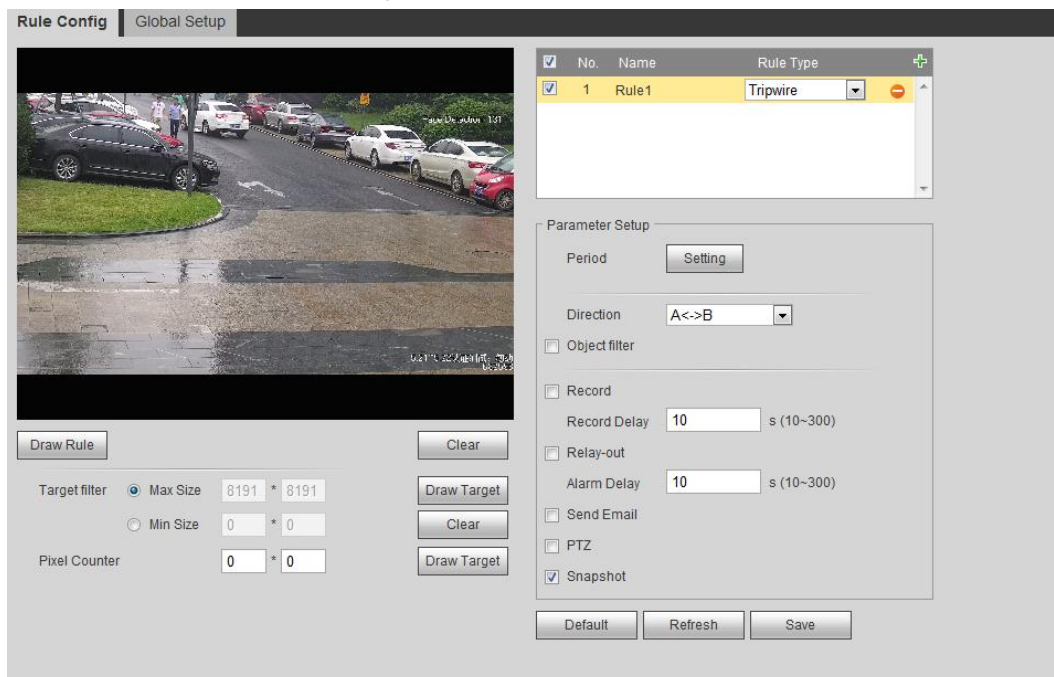 Rule Config Global Setup
No. Name Rule Type
1 Rule1 Tripwire
Parameter Setup
Period Setting
Direction A<->B
Object filter
Record
Record Delay 10 s (10~300)
Relay-out
Alarm Delay 10 s (10~300)
Send Email
PTZ
Snapshot
Default Refresh Save
Draw Rule Clear
Target filter Max Size 8191 * 8191 Draw Target
Min Size 0 * 0 Clear
Pixel Counter 0 * 0 Draw Target